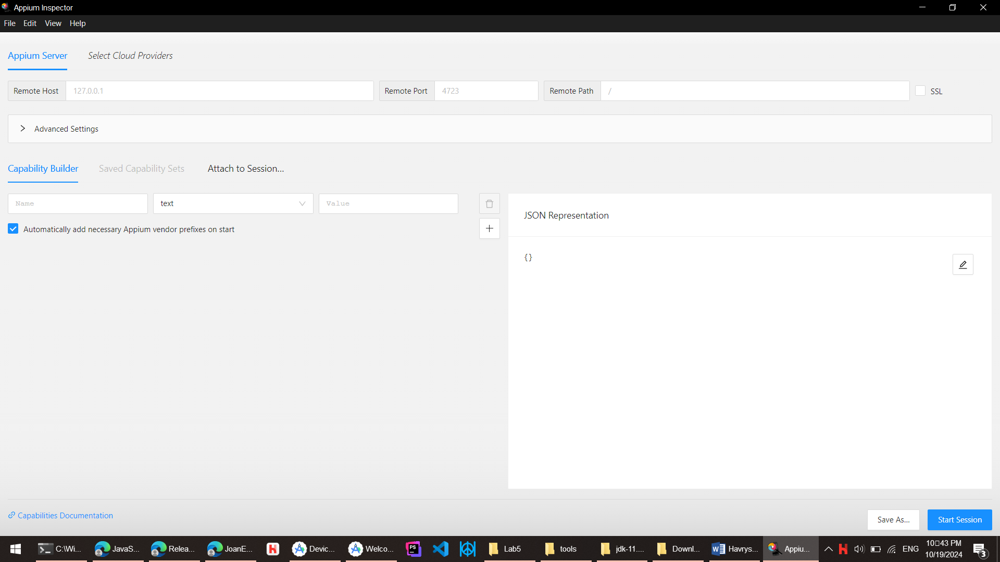 Appium Inspector
File Edit View Help
Appium Server Select Cloud Providers
Remote Host 127.0.0.1 Remote Port 4723 Remote Path / SSL
Advanced Settings
Capability Builder Saved Capability Sets Attach to Session...
Name text Value
JSON Representation
Automatically add necessary Appium vendor prefixes on start
{}
Capabilities Documentation
Save As... Start Session
C:\Wi... JavaS... Relea... JoanE... Devic... Welco... PS Lab5 tools jdk-11.... Downl... Havrys... Appiu... ENG
10▯43 PM
10/19/2024
3